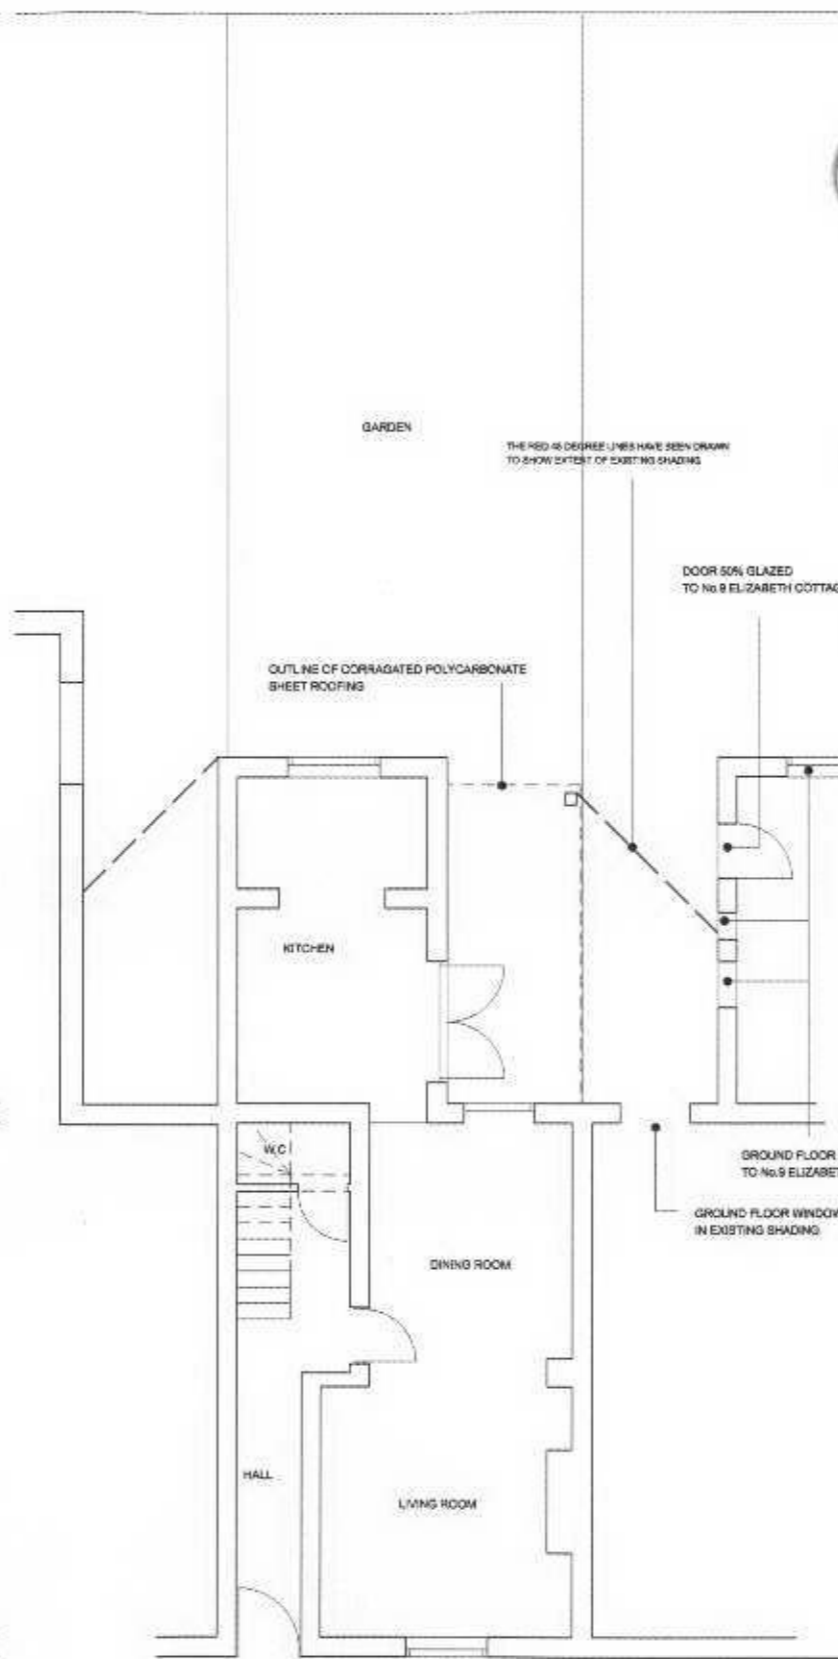 GARDEN
THE RED 45 DEGREE LINES HAVE BEEN DRAWN
TO SHOW EXTENT OF EXISTING SHADING
DOOR 50% GLAZED
TO No.9 ELIZABETH COTTAG
OUTLINE OF CORRAGATED POLYCARBONATE
SHEET ROOFING
KITCHEN
W.C
GROUND FLOOR
TO No.9 ELIZABET
GROUND FLOOR WINDOW
IN EXISTING SHADING
DINING ROOM
HALL
LIVING ROOM